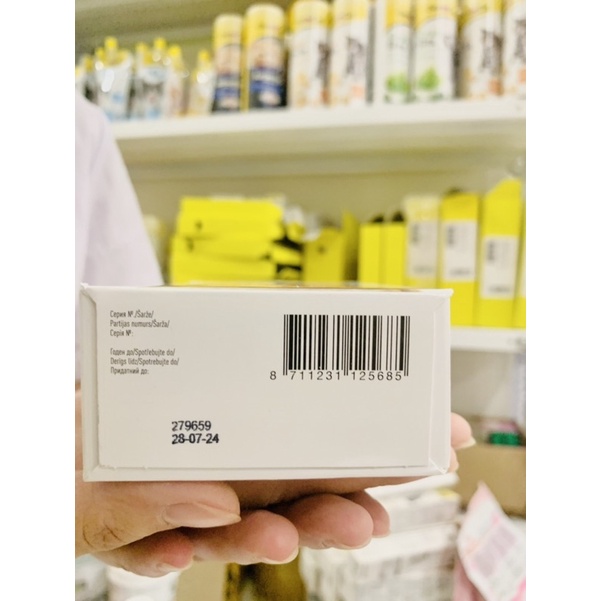 Серия №./Šarže/
Partijas numurs/Šarža/
Серія №:
Годен до/Spotřebujte do/
Derīgs līdz/Spotrebujte do/
Придатний до:
279659
28-07-24
8 711231 125685